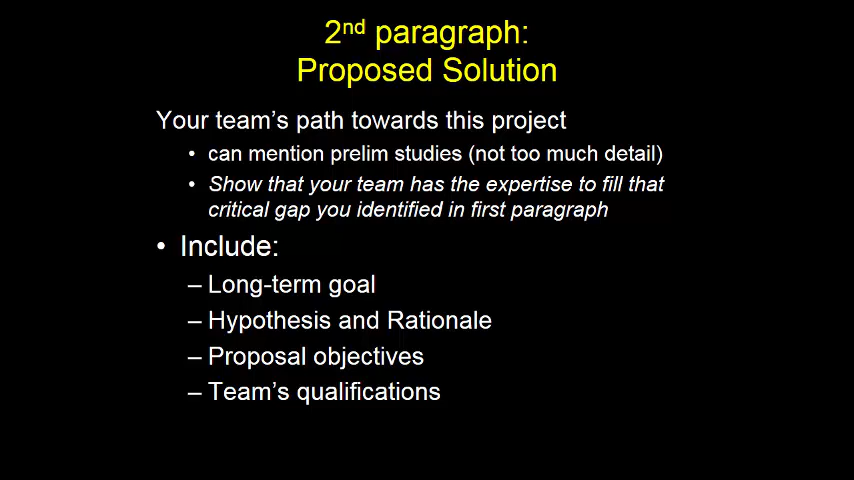 2nd paragraph:
Proposed Solution
Your team's path towards this project
• can mention prelim studies (not too much detail)
• Show that your team has the expertise to fill that
critical gap you identified in first paragraph
• Include:
– Long-term goal
– Hypothesis and Rationale
– Proposal objectives
– Team's qualifications